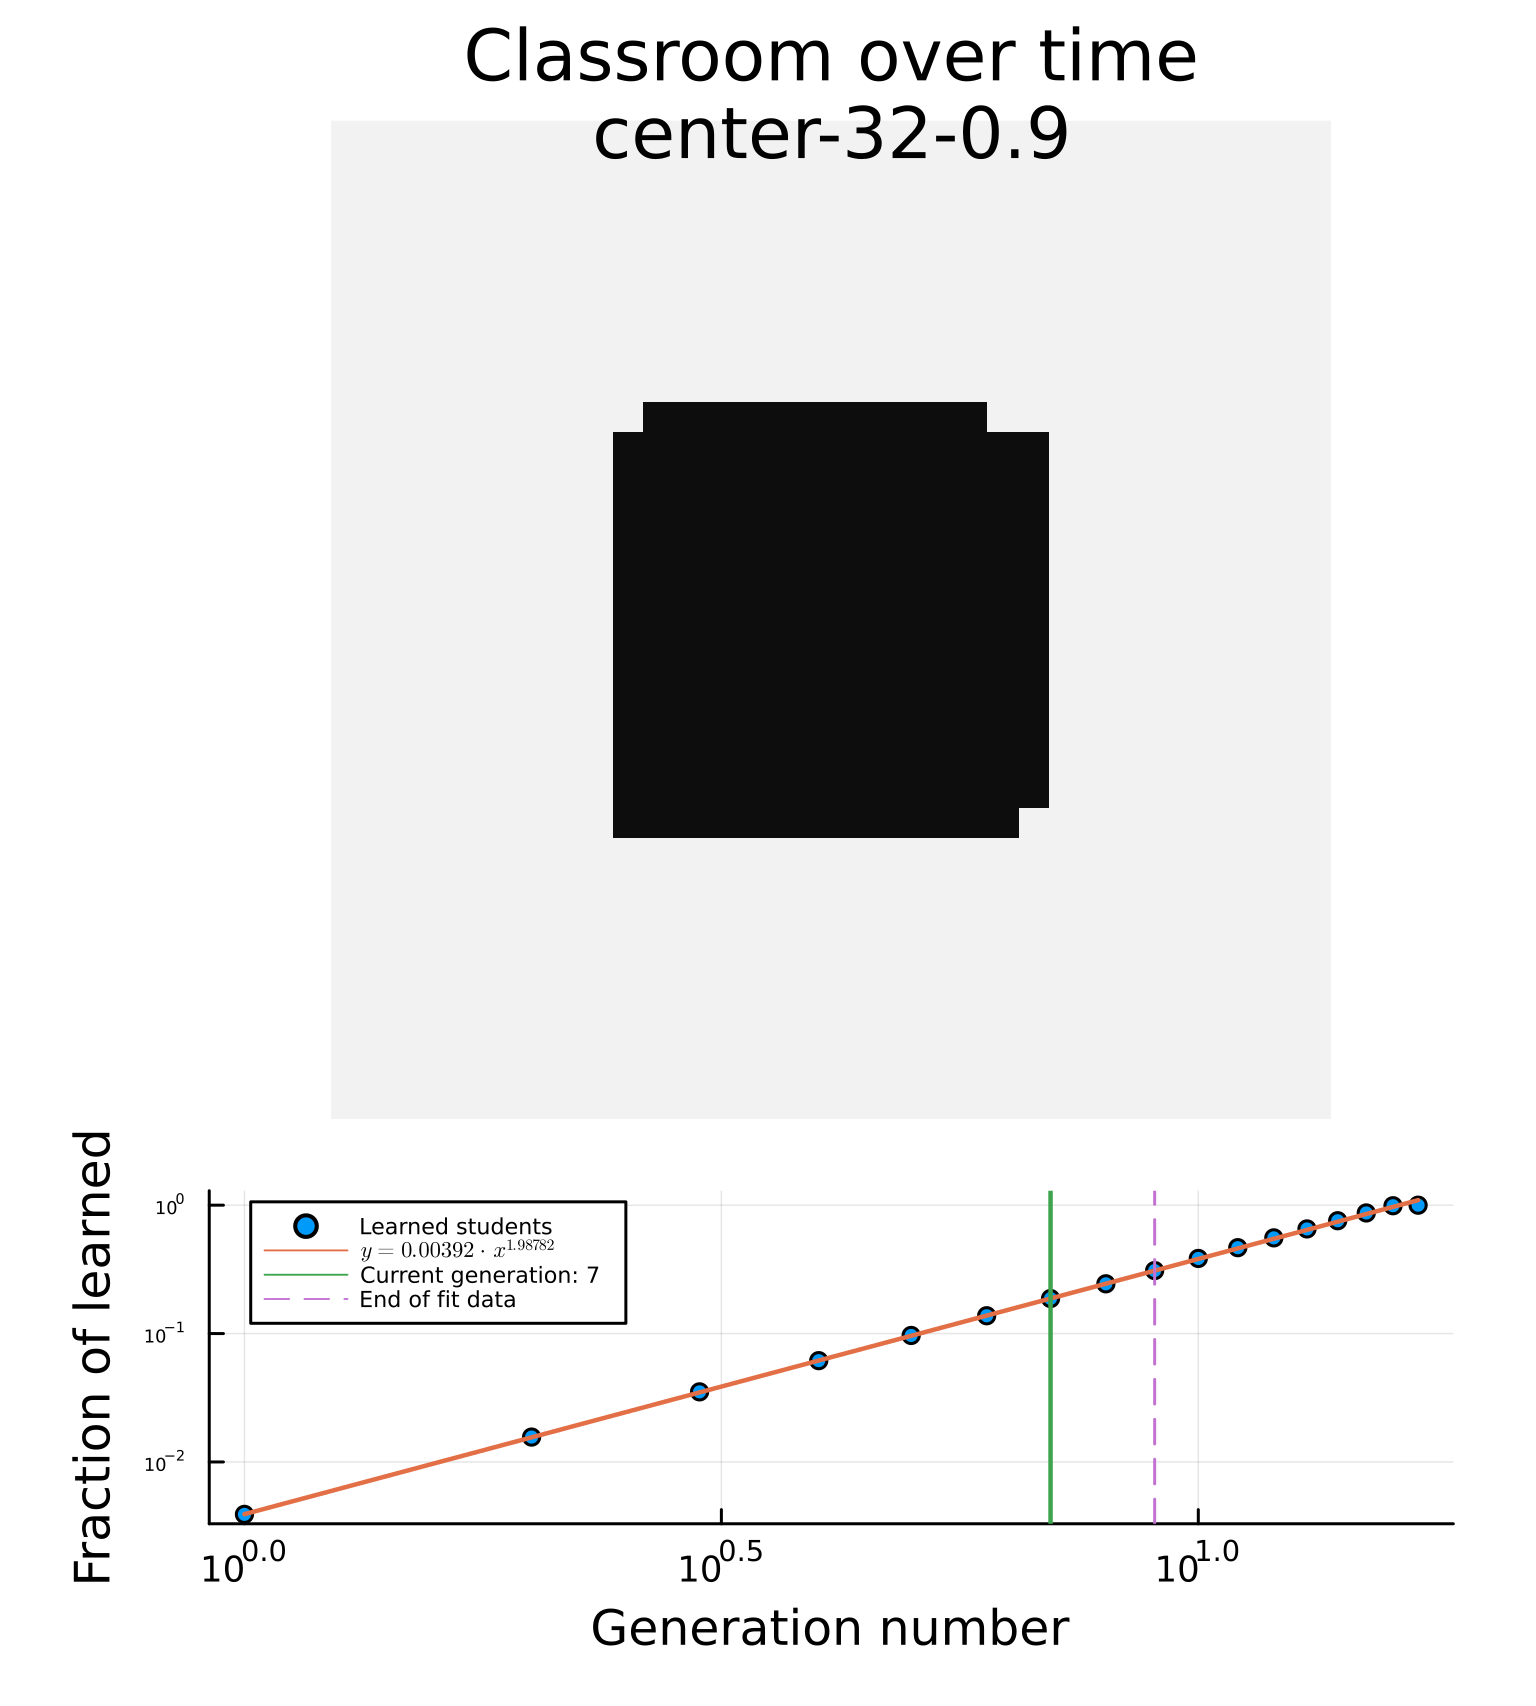 Classroom over time
center-32-0.9
Fraction of learned
10⁰
10⁻¹
10⁻²
Learned students
y = 0.00392 · x^1.98782
Current generation: 7
End of fit data
10^0.0
10^0.5
10^1.0
Generation number